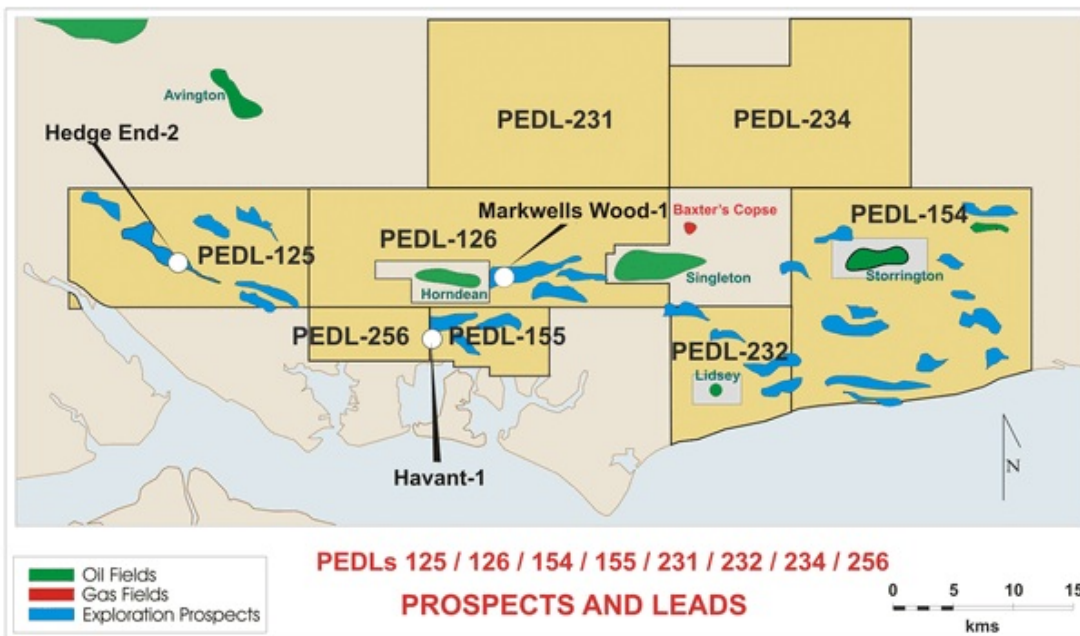 Avington
Hedge End-2
PEDL-231
PEDL-234
Markwells Wood-1
Baxter's Copse
PEDL-154
PEDL-126
PEDL-125
Singleton
Storrington
Horndean
PEDL-256
PEDL-155
PEDL-232
Lidsey
Havant-1
N
Oil Fields
Gas Fields
Exploration Prospects
PEDLs 125 / 126 / 154 / 155 / 231 / 232 / 234 / 256
PROSPECTS AND LEADS
0 5 10 15
kms